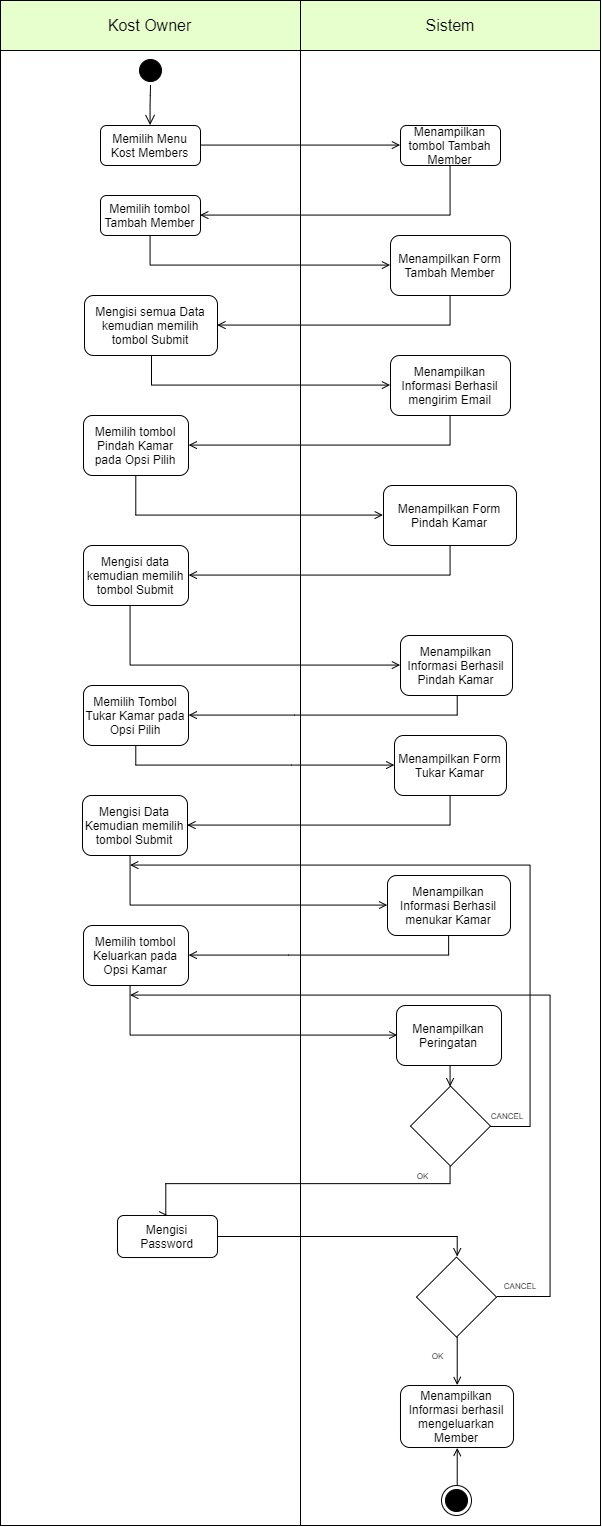 Kost Owner
Sistem
Memilih Menu
Kost Members
Menampilkan
tombol Tambah
Member
Memilih tombol
Tambah Member
Menampilkan Form
Tambah Member
Mengisi semua Data
kemudian memilih
tombol Submit
Menampilkan
Informasi Berhasil
mengirim Email
Memilih tombol
Pindah Kamar
pada Opsi Pilih
Menampilkan Form
Pindah Kamar
Mengisi data
kemudian memilih
tombol Submit
Menampilkan
Informasi Berhasil
Pindah Kamar
Memilih Tombol
Tukar Kamar pada
Opsi Pilih
Menampilkan Form
Tukar Kamar
Mengisi Data
Kemudian memilih
tombol Submit
Menampilkan
Informasi Berhasil
menukar Kamar
Memilih tombol
Keluarkan pada
Opsi Kamar
Menampilkan
Peringatan
CANCEL
OK
Mengisi
Password
CANCEL
OK
Menampilkan
Informasi berhasil
mengeluarkan
Member